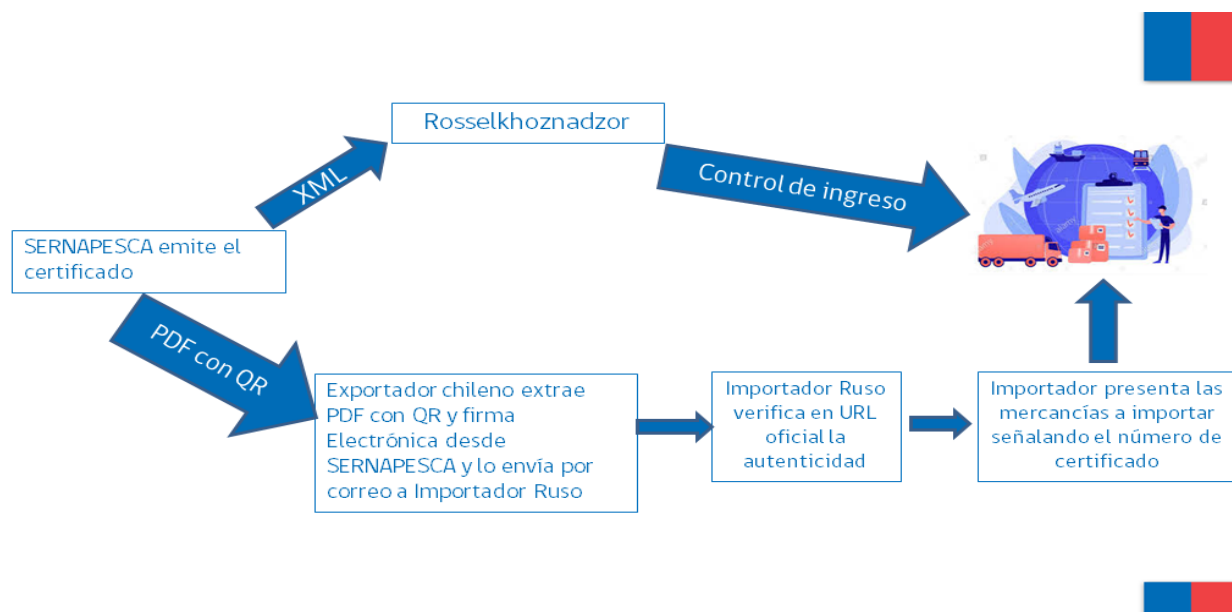 Rosselkhoznadzor
XML
Control de ingreso
SERNAPESCA emite el
certificado
PDF con QR
Exportador chileno extrae
PDF con QR y firma
Electrónica desde
SERNAPESCA y lo envía por
correo a Importador Ruso
Importador Ruso
verifica en URL
oficial la
autenticidad
Importador presenta las
mercancías a importar
señalando el número de
certificado